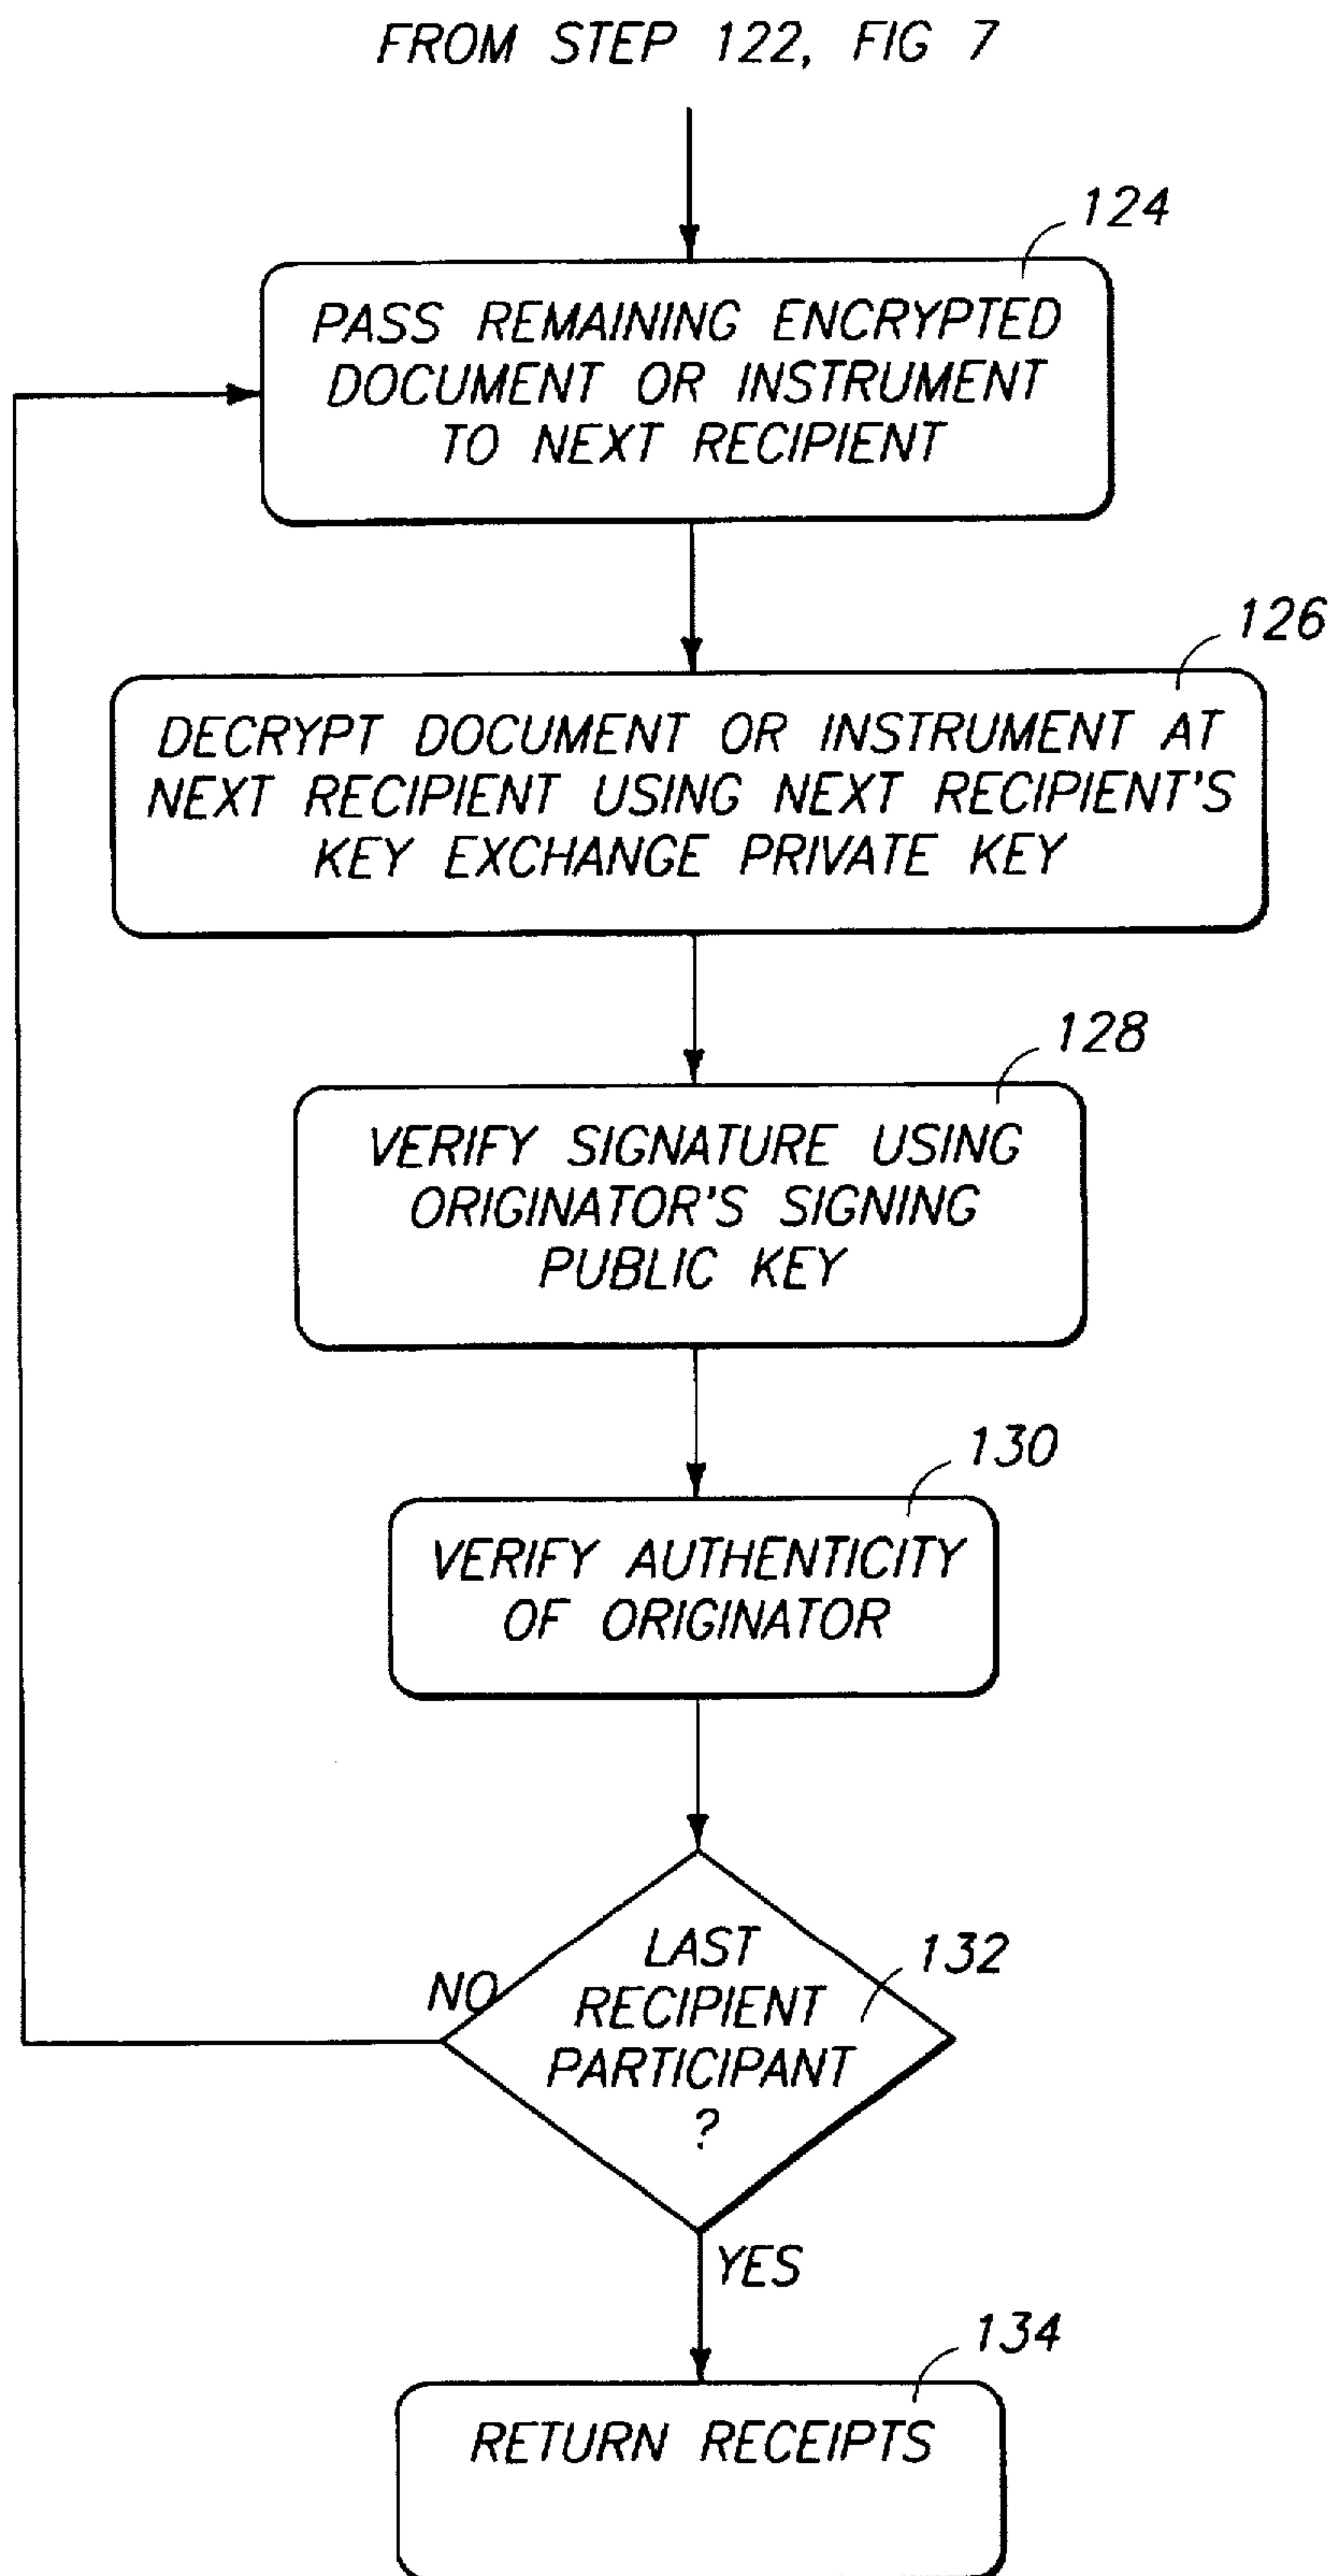 FROM STEP 122, FIG 7
124
PASS REMAINING ENCRYPTED
DOCUMENT OR INSTRUMENT
TO NEXT RECIPIENT
126
DECRYPT DOCUMENT OR INSTRUMENT AT
NEXT RECIPIENT USING NEXT RECIPIENT'S
KEY EXCHANGE PRIVATE KEY
128
VERIFY SIGNATURE USING
ORIGINATOR'S SIGNING
PUBLIC KEY
130
VERIFY AUTHENTICITY
OF ORIGINATOR
132
LAST
RECIPIENT
PARTICIPANT
?
NO
YES
134
RETURN RECEIPTS